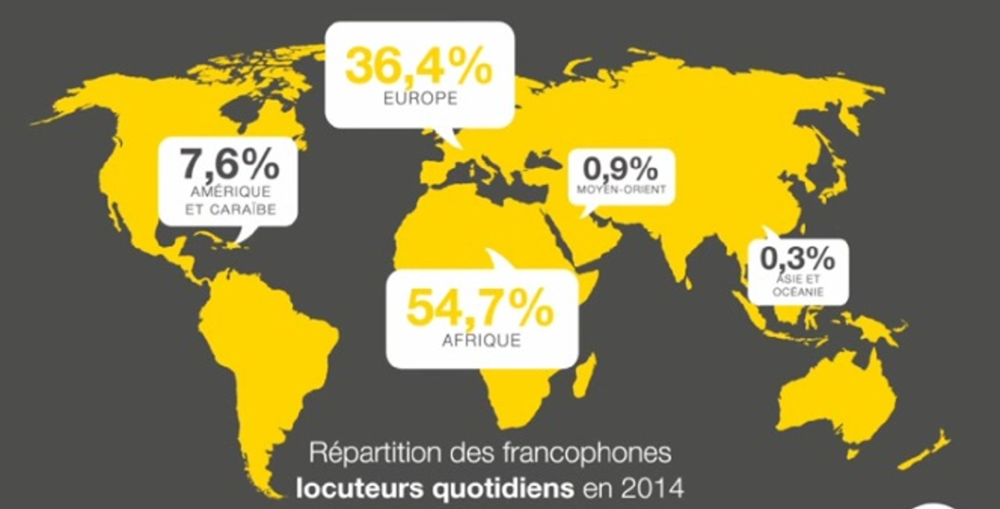 36,4%
EUROPE
7,6%
AMÉRIQUE
ET CARAÏBE
0,9%
MOYEN-ORIENT
0,3%
ASIE ET
OCÉANIE
54,7%
AFRIQUE
Répartition des francophones
locuteurs quotidiens en 2014